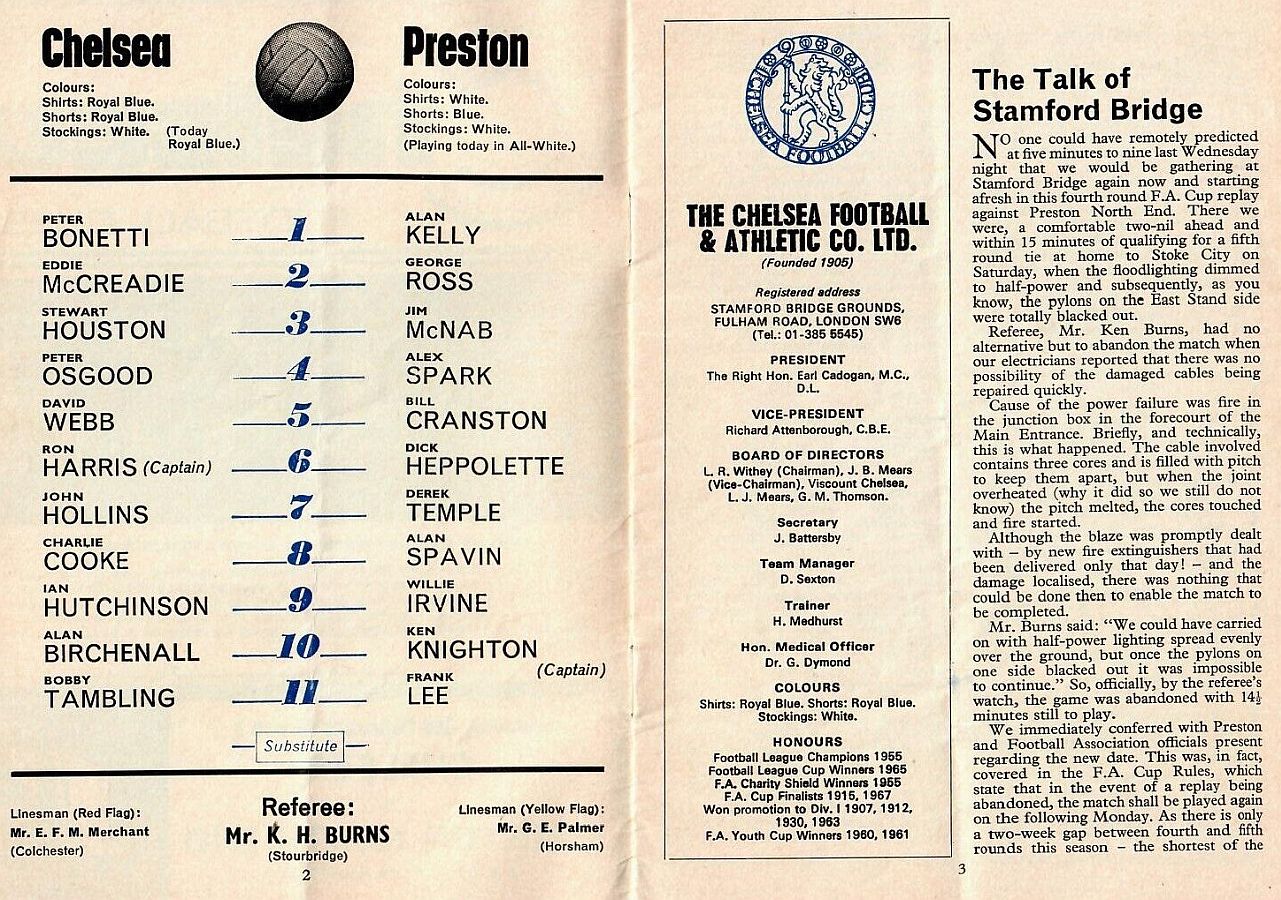 Chelsea
Colours:
Shirts: Royal Blue.
Shorts: Royal Blue.
Stockings: White. (Today
Royal Blue.)
Preston
Colours:
Shirts: White.
Shorts: Blue.
Stockings: White.
(Playing today in All-White.)
PETER
BONETTI
1
ALAN
KELLY
EDDIE
McCREADIE
2
GEORGE
ROSS
STEWART
HOUSTON
3
JIM
McNAB
PETER
OSGOOD
4
ALEX
SPARK
DAVID
WEBB
5
BILL
CRANSTON
RON
HARRIS (Captain)
6
DICK
HEPPOLETTE
JOHN
HOLLINS
7
DEREK
TEMPLE
CHARLIE
COOKE
8
ALAN
SPAVIN
IAN
HUTCHINSON
9
WILLIE
IRVINE
ALAN
BIRCHENALL
10
KEN
KNIGHTON
(Captain)
BOBBY
TAMBLING
11
FRANK
LEE
Substitute
Linesman (Red Flag):
Mr. E. F. M. Merchant
(Colchester)
Referee:
Mr. K. H. BURNS
(Stourbridge)
Linesman (Yellow Flag):
Mr. G. E. Palmer
(Horsham)
2
CHELSEA FOOTBALL CLUB
THE CHELSEA FOOTBALL
& ATHLETIC CO. LTD.
(Founded 1905)
Registered address
STAMFORD BRIDGE GROUNDS,
FULHAM ROAD, LONDON SW6
(Tel.: 01-385 5545)
PRESIDENT
The Right Hon. Earl Cadogan, M.C.,
D.L.
VICE-PRESIDENT
Richard Attenborough, C.B.E.
BOARD OF DIRECTORS
L. R. Withey (Chairman), J. B. Mears
(Vice-Chairman), Viscount Chelsea,
L. J. Mears, G. M. Thomson.
Secretary
J. Battersby
Team Manager
D. Sexton
Trainer
H. Medhurst
Hon. Medical Officer
Dr. G. Dymond
COLOURS
Shirts: Royal Blue. Shorts: Royal Blue.
Stockings: White.
HONOURS
Football League Champions 1955
Football League Cup Winners 1965
F.A. Charity Shield Winners 1955
F.A. Cup Finalists 1915, 1967
Won promotion to Div. I 1907, 1912,
1930, 1963
F.A. Youth Cup Winners 1960, 1961
The Talk of
Stamford Bridge
NO one could have remotely predicted
at five minutes to nine last Wednesday
night that we would be gathering at
Stamford Bridge again now and starting
afresh in this fourth round F.A. Cup replay
against Preston North End. There we
were, a comfortable two-nil ahead and
within 15 minutes of qualifying for a fifth
round tie at home to Stoke City on
Saturday, when the floodlighting dimmed
to half-power and subsequently, as you
know, the pylons on the East Stand side
were totally blacked out.
Referee, Mr. Ken Burns, had no
alternative but to abandon the match when
our electricians reported that there was no
possibility of the damaged cables being
repaired quickly.
Cause of the power failure was fire in
the junction box in the forecourt of the
Main Entrance. Briefly, and technically,
this is what happened. The cable involved
contains three cores and is filled with pitch
to keep them apart, but when the joint
overheated (why it did so we still do not
know) the pitch melted, the cores touched
and fire started.
Although the blaze was promptly dealt
with – by new fire extinguishers that had
been delivered only that day! – and the
damage localised, there was nothing that
could be done then to enable the match to
be completed.
Mr. Burns said: “We could have carried
on with half-power lighting spread evenly
over the ground, but once the pylons on
one side blacked out it was impossible
to continue.” So, officially, by the referee's
watch, the game was abandoned with 14½
minutes still to play.
We immediately conferred with Preston
and Football Association officials present
regarding the new date. This was, in fact,
covered in the F.A. Cup Rules, which
state that in the event of a replay being
abandoned, the match shall be played again
on the following Monday. As there is only
a two-week gap between fourth and fifth
rounds this season – the shortest of the
3